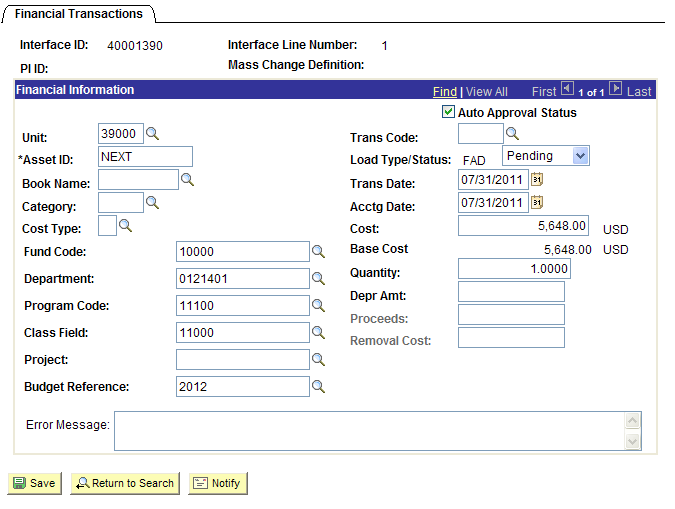 Financial Transactions
Interface ID: 40001390 Interface Line Number: 1
PI ID: Mass Change Definition:
Financial Information Find | View All First 1 of 1 Last
Auto Approval Status
Unit: 39000 Trans Code:
*Asset ID: NEXT Load Type/Status: FAD Pending
Book Name: Trans Date: 07/31/2011 31
Category: Acctg Date: 07/31/2011 31
Cost Type: Cost: 5,648.00 USD
Fund Code: 10000 Base Cost 5,648.00 USD
Department: 0121401 Quantity: 1.0000
Program Code: 11100 Depr Amt:
Class Field: 11000 Proceeds:
Project: Removal Cost:
Budget Reference: 2012
Error Message:
Save Return to Search Notify